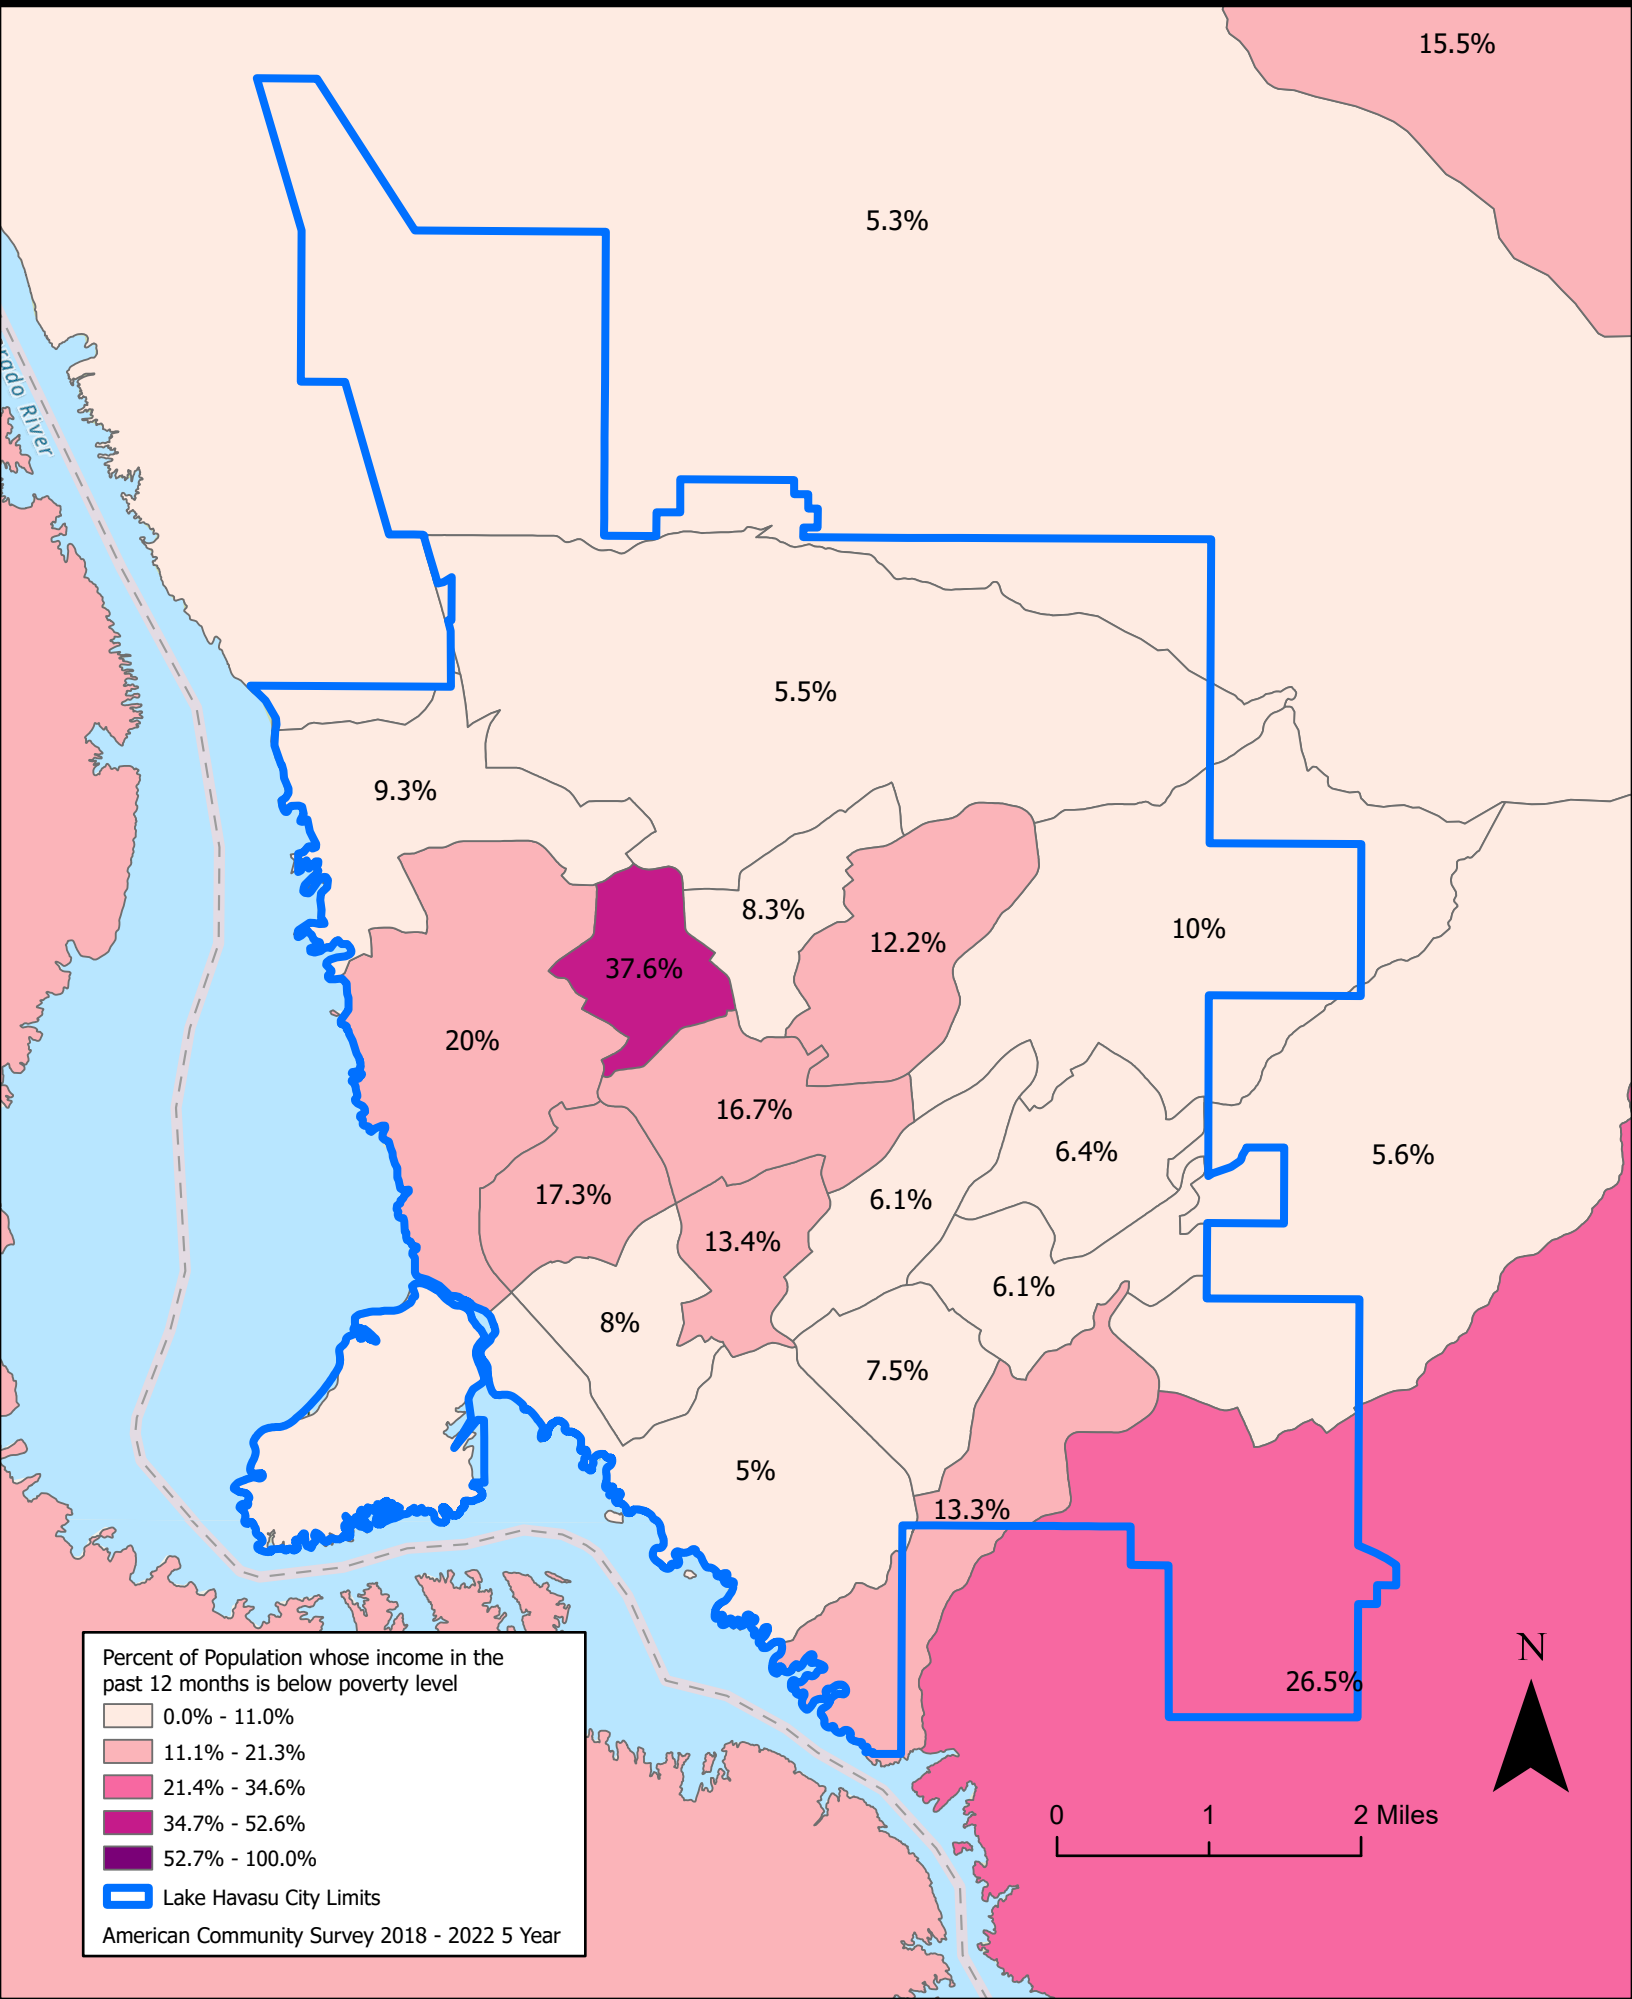 15.5%
5.3%
River
5.5%
9.3%
8.3%
12.2%
10%
37.6%
20%
16.7%
6.4%
5.6%
17.3%
6.1%
13.4%
6.1%
8%
7.5%
5%
13.3%
26.5%
N
0 1 2 Miles
Percent of Population whose income in the
past 12 months is below poverty level
0.0% - 11.0%
11.1% - 21.3%
21.4% - 34.6%
34.7% - 52.6%
52.7% - 100.0%
Lake Havasu City Limits
American Community Survey 2018 - 2022 5 Year